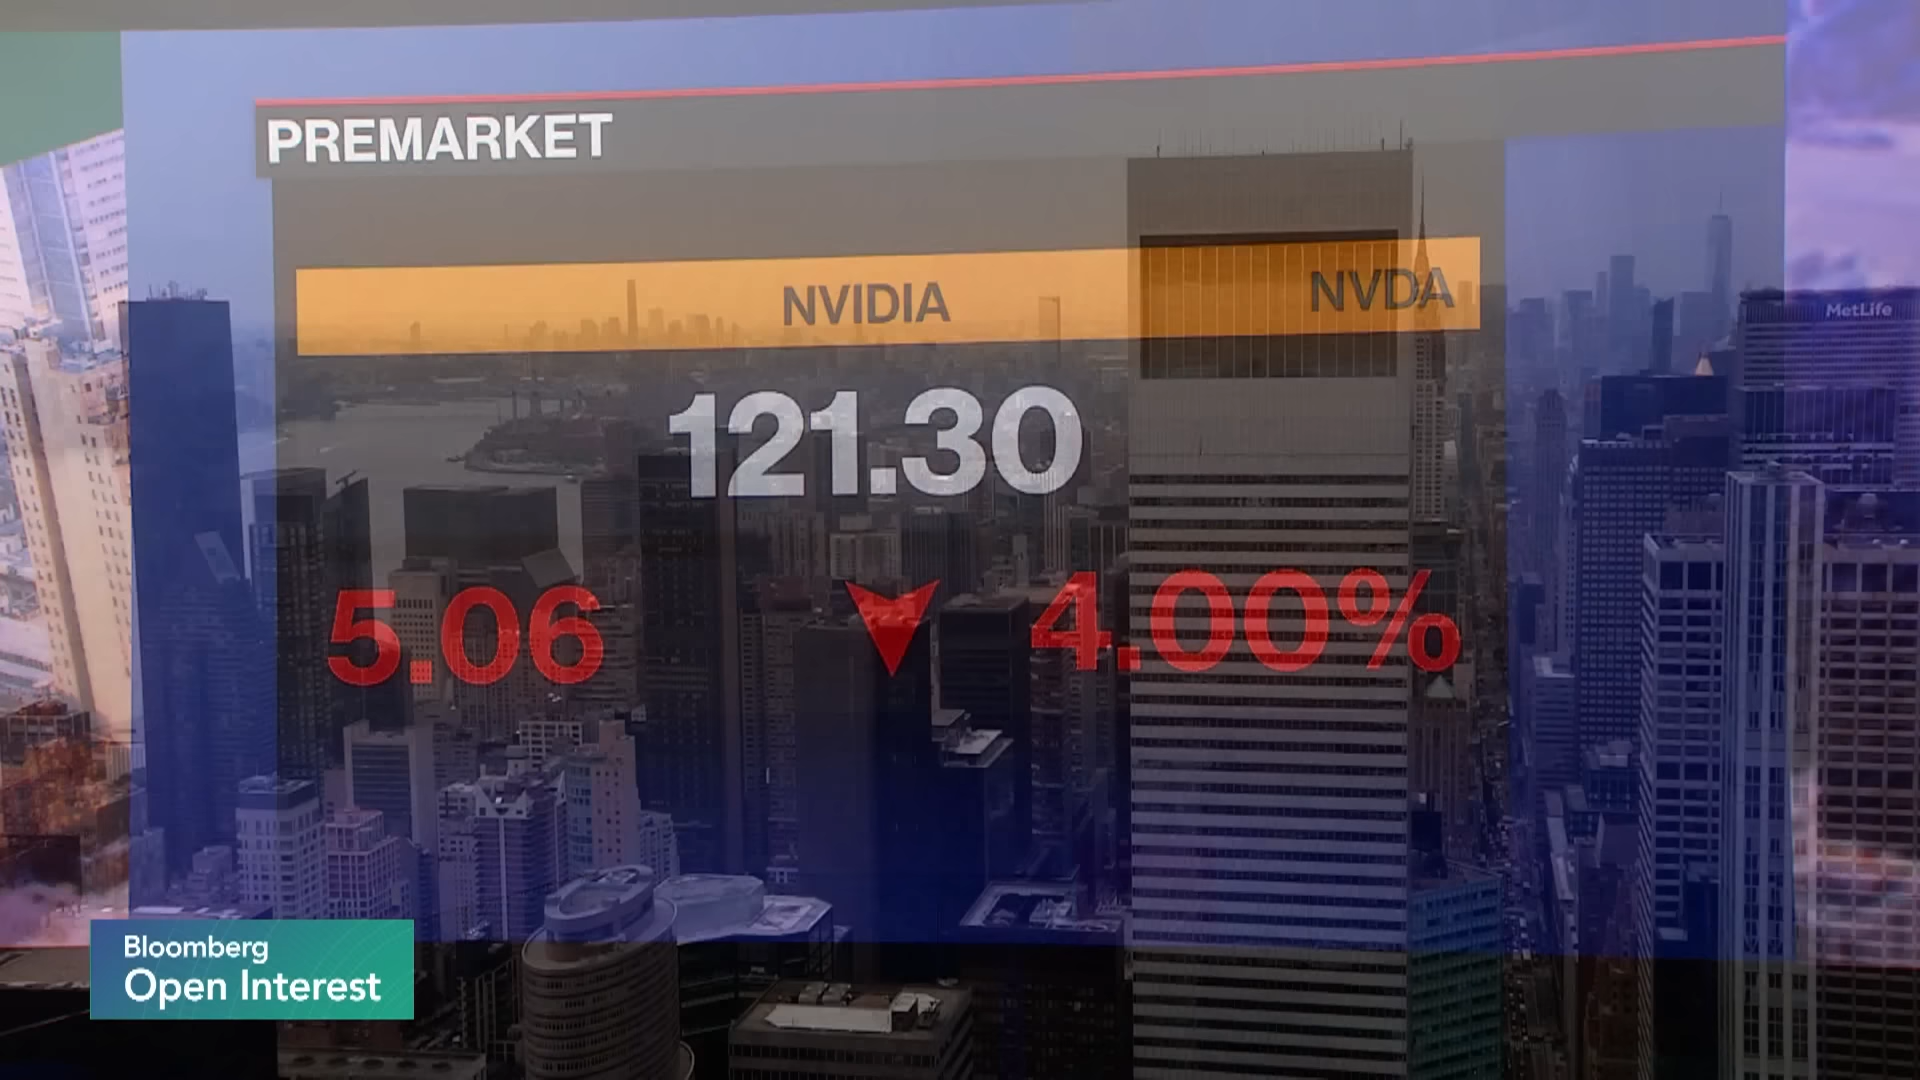 PREMARKET
NVIDIA NVDA
121.30
5.06 ▼ 4.00%
MetLife
Bloomberg
Open Interest